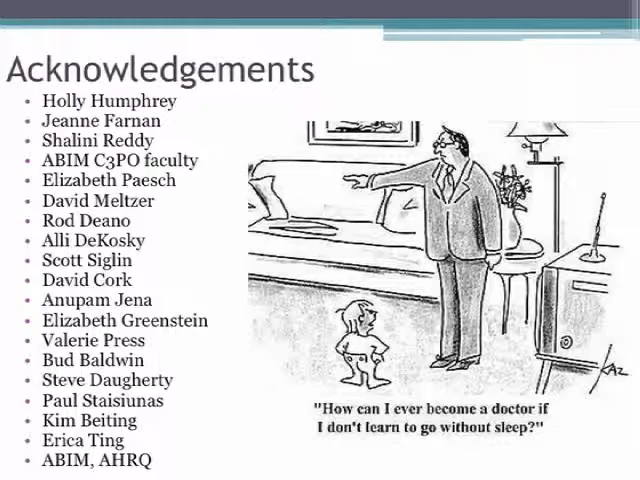 Acknowledgements
• Holly Humphrey
• Jeanne Farnan
• Shalini Reddy
• ABIM C3PO faculty
• Elizabeth Paesch
• David Meltzer
• Rod Deano
• Alli DeKosky
• Scott Siglin
• David Cork
• Anupam Jena
• Elizabeth Greenstein
• Valerie Press
• Bud Baldwin
• Steve Daugherty
• Paul Staisiunas
• Kim Beiting
• Erica Ting
• ABIM, AHRQ
KAZ
"How can I ever become a doctor if
I don't learn to go without sleep?"